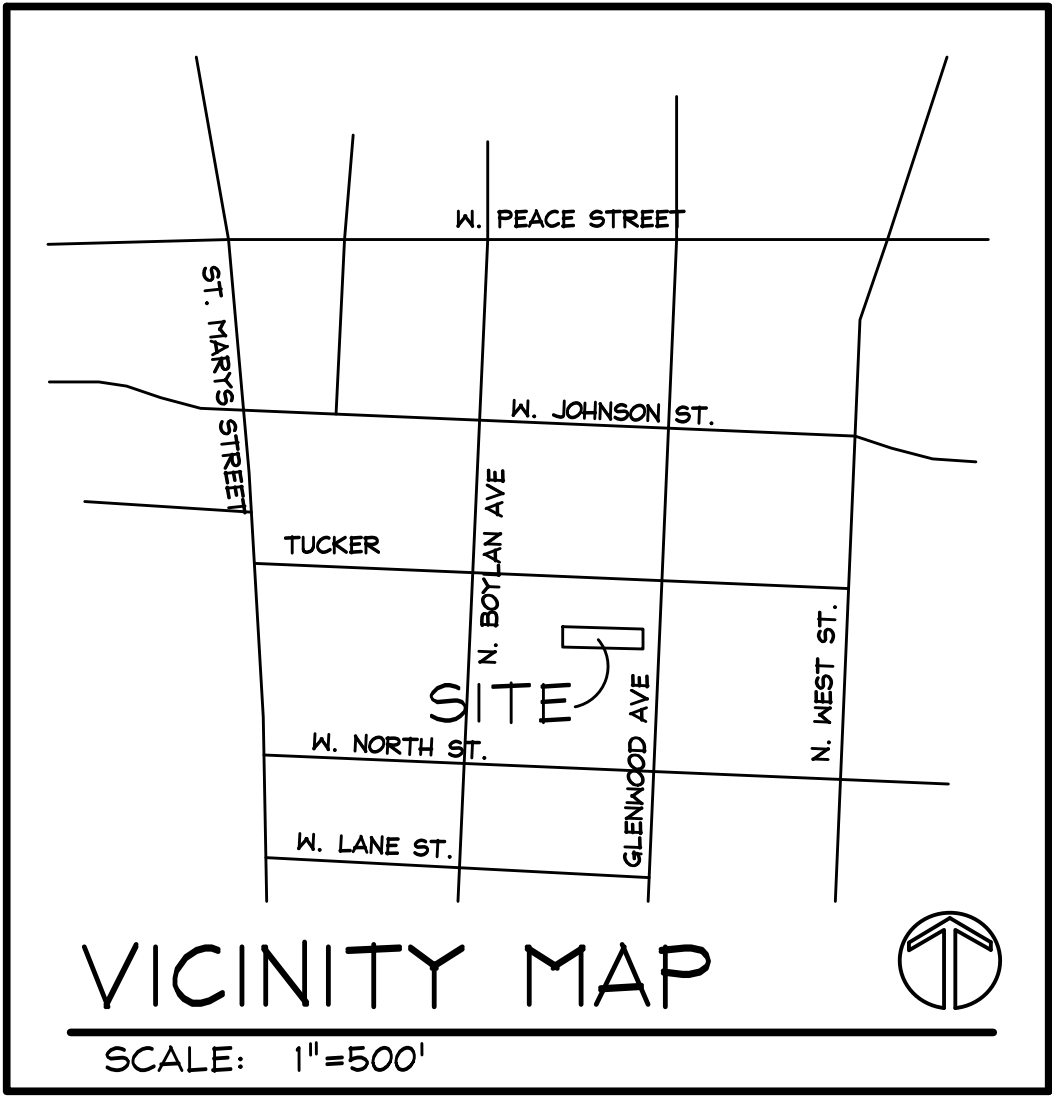 W. PEACE STREET
ST. MARYS STREET
W. JOHNSON ST.
N. BOYLAN AVE
TUCKER
N. WEST ST.
SITE
GLENWOOD AVE
W. NORTH ST.
W. LANE ST.
VICINITY MAP
SCALE: 1"=500'